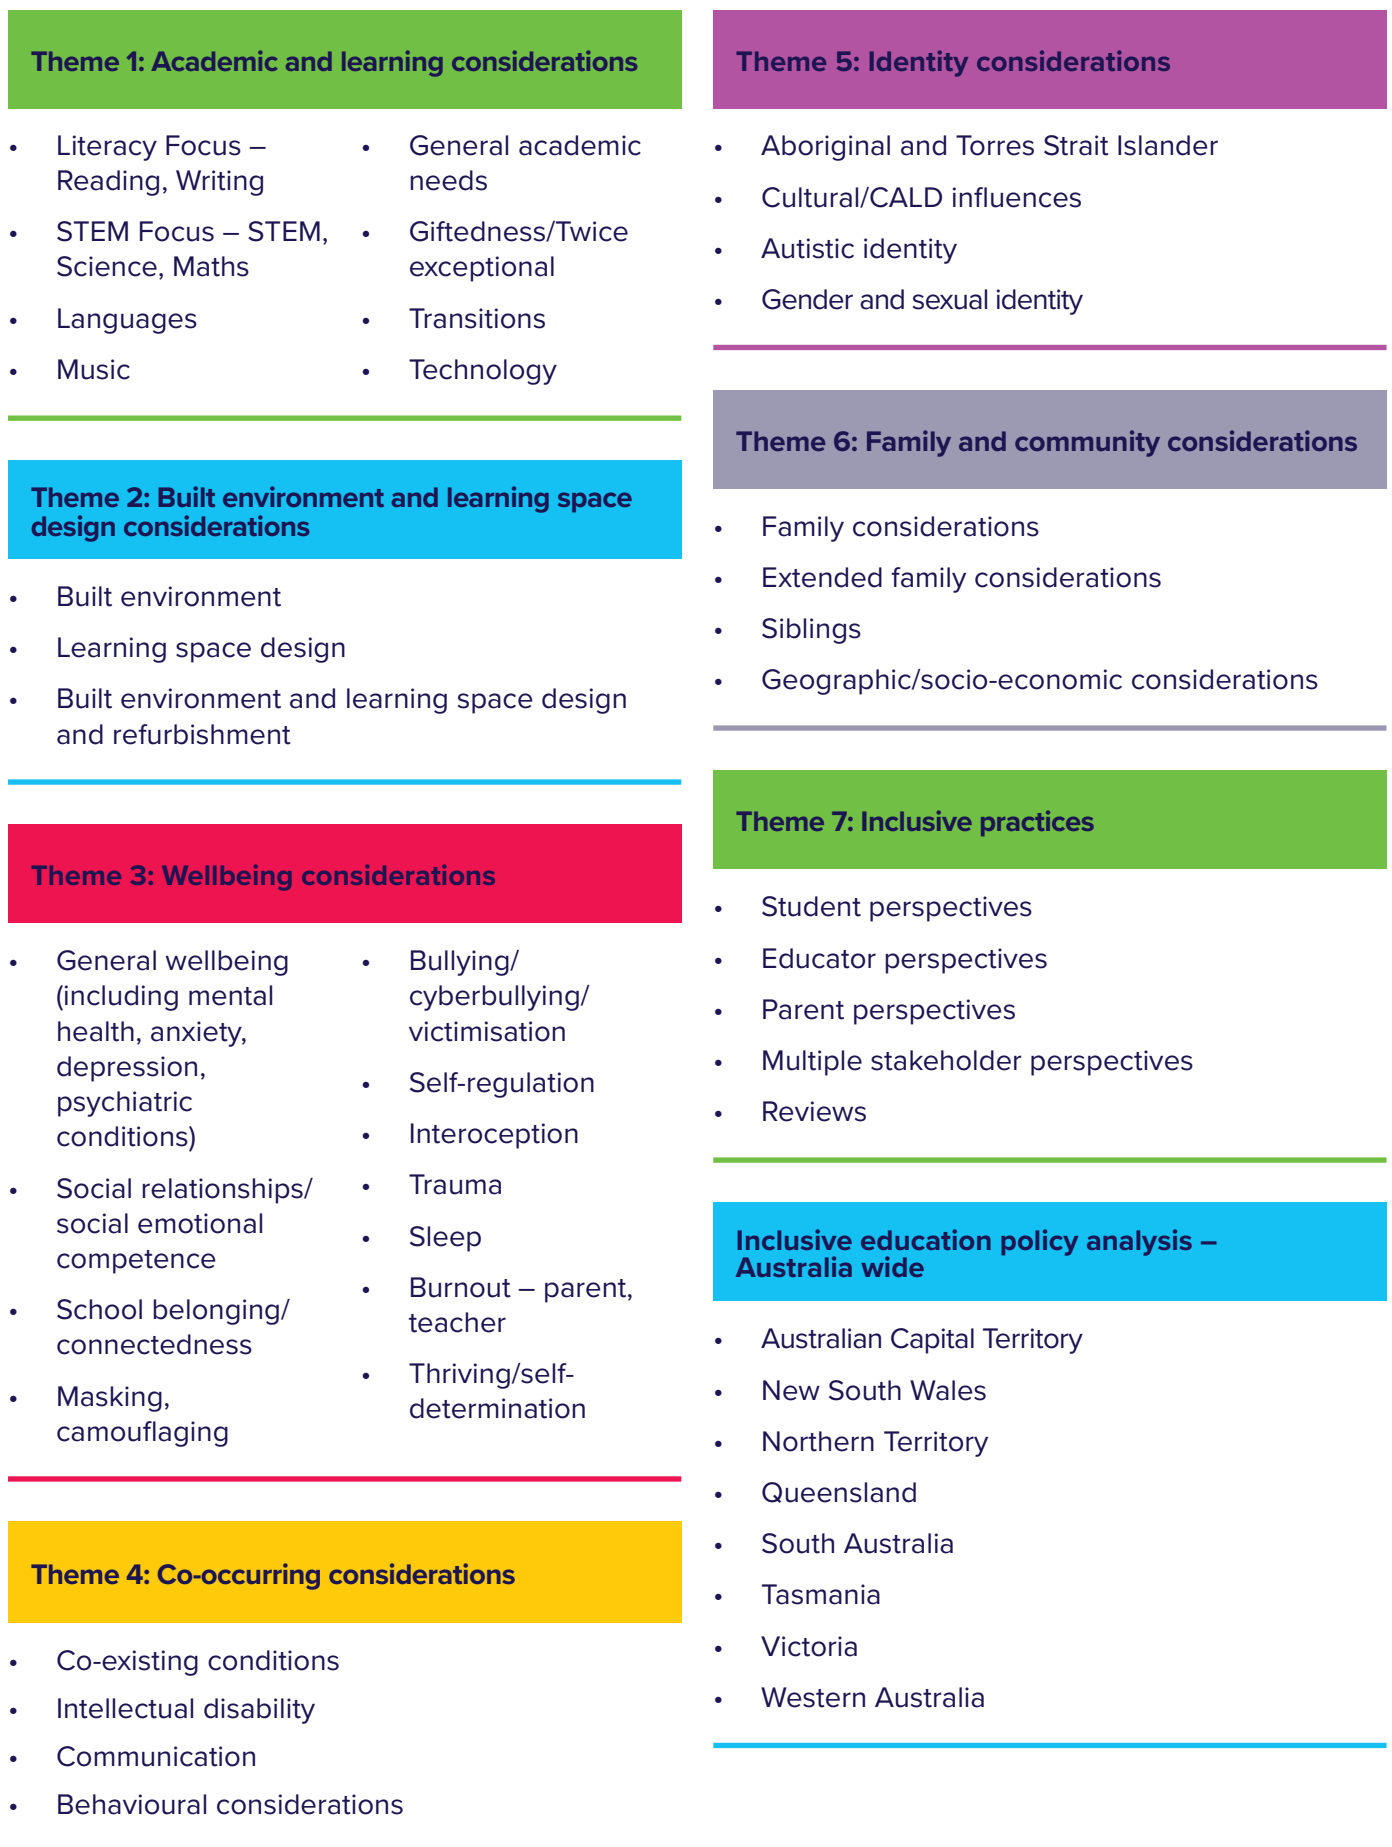 Theme 1: Academic and learning considerations
• Literacy Focus –
Reading, Writing
• STEM Focus – STEM,
Science, Maths
• Languages
• Music
• General academic
needs
• Giftedness/Twice
exceptional
• Transitions
• Technology
Theme 2: Built environment and learning space
design considerations
• Built environment
• Learning space design
• Built environment and learning space design
and refurbishment
Theme 3: Wellbeing considerations
• General wellbeing
(including mental
health, anxiety,
depression,
psychiatric
conditions)
• Social relationships/
social emotional
competence
• School belonging/
connectedness
• Masking,
camouflaging
• Bullying/
cyberbullying/
victimisation
• Self-regulation
• Interoception
• Trauma
• Sleep
• Burnout – parent,
teacher
• Thriving/self-
determination
Theme 4: Co-occurring considerations
• Co-existing conditions
• Intellectual disability
• Communication
• Behavioural considerations
Theme 5: Identity considerations
• Aboriginal and Torres Strait Islander
• Cultural/CALD influences
• Autistic identity
• Gender and sexual identity
Theme 6: Family and community considerations
• Family considerations
• Extended family considerations
• Siblings
• Geographic/socio-economic considerations
Theme 7: Inclusive practices
• Student perspectives
• Educator perspectives
• Parent perspectives
• Multiple stakeholder perspectives
• Reviews
Inclusive education policy analysis –
Australia wide
• Australian Capital Territory
• New South Wales
• Northern Territory
• Queensland
• South Australia
• Tasmania
• Victoria
• Western Australia